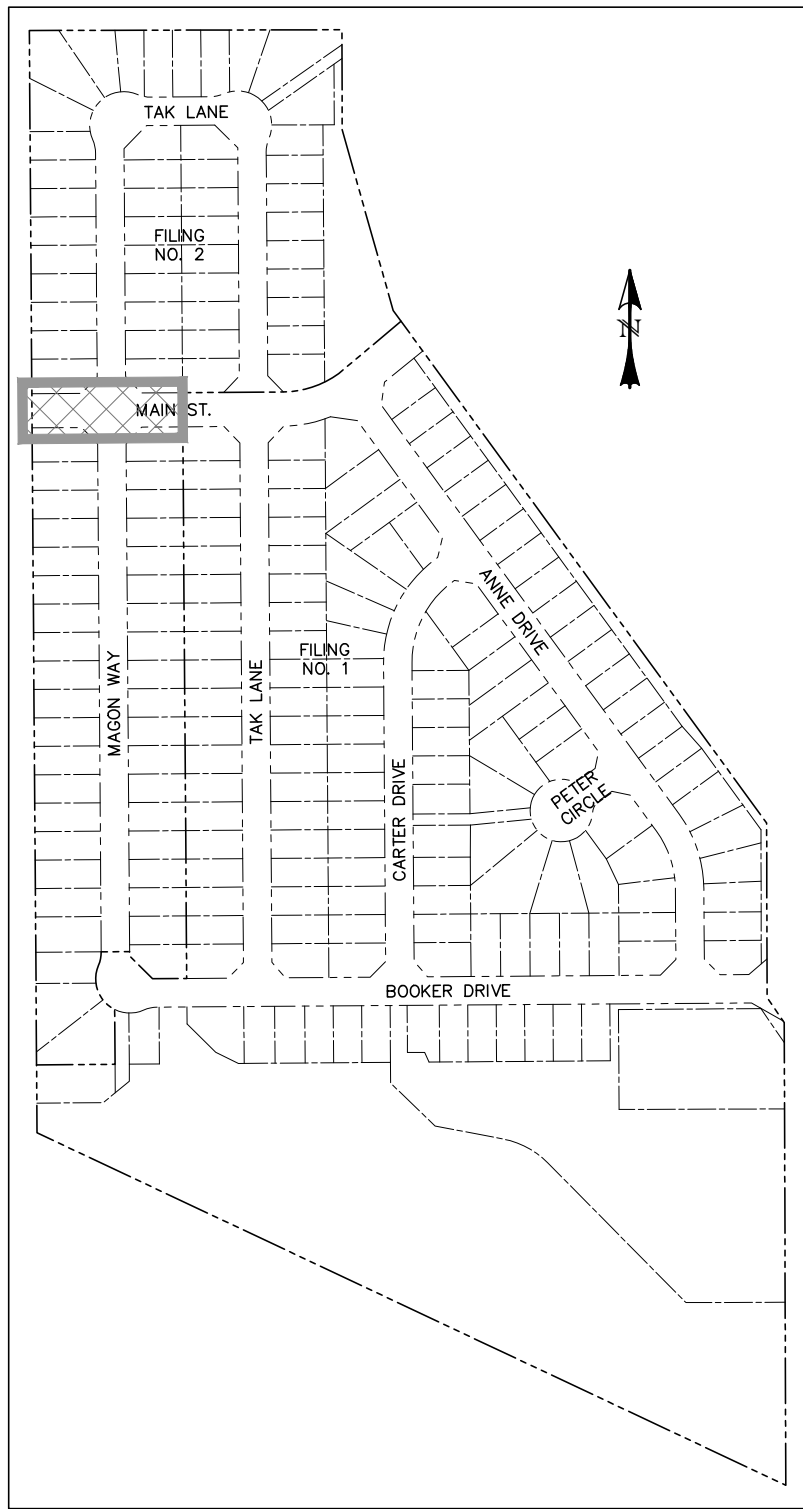 TAK LANE
FILING
NO. 2
N
MAIN ST.
ANNE DRIVE
FILING
NO. 1
MAGON WAY
TAK LANE
CARTER DRIVE
PETER
CIRCLE
BOOKER DRIVE